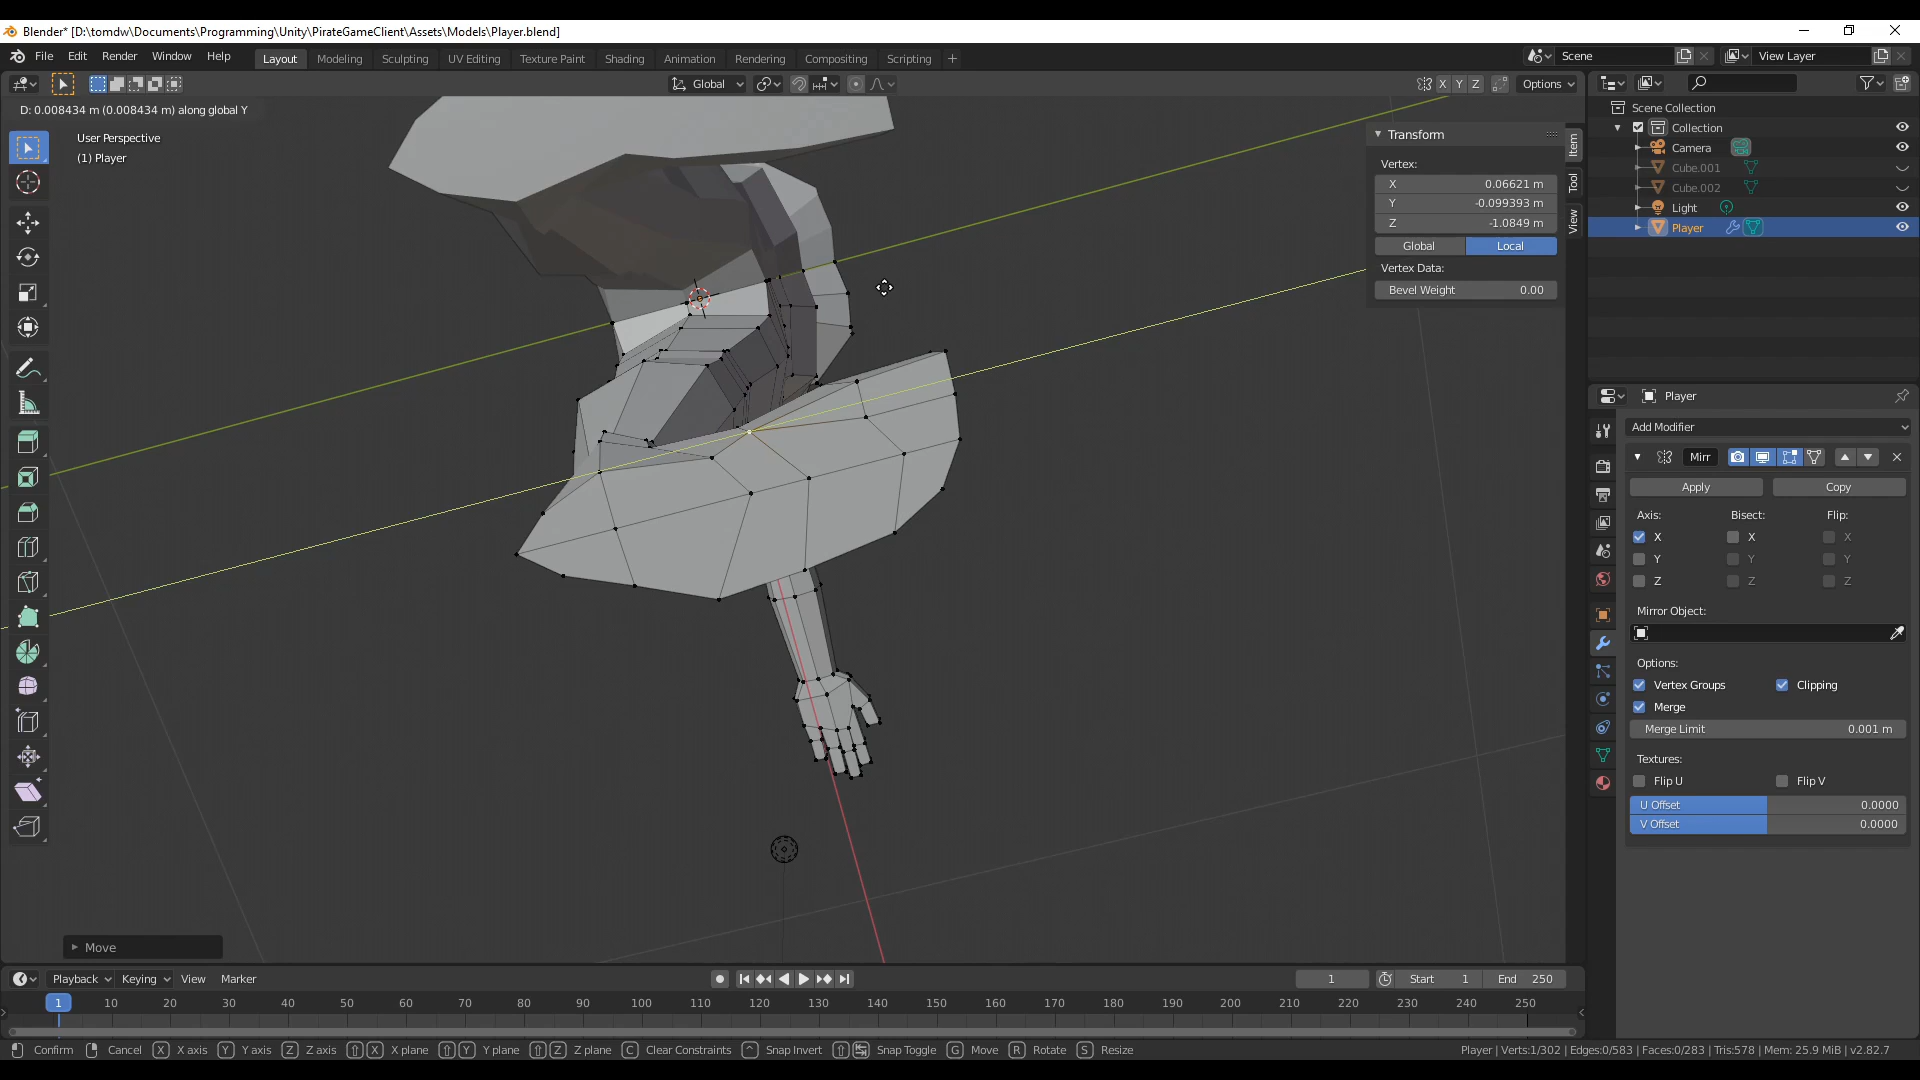 Blender* [D:\tomdw\Documents\Programming\Unity\PirateGameClient\Assets\Models\Player.blend]
File Edit Render Window Help Layout Modeling Sculpting UV Editing Texture Paint Shading Animation Rendering Compositing Scripting + Scene View Layer
Global X Y Z Options
D: 0.008434 m (0.008434 m) along global Y
User Perspective
(1) Player
Transform
Vertex:
X 0.06621 m
Y -0.099393 m
Z -1.0849 m
Global Local
Vertex Data:
Bevel Weight 0.00
Item
Tool
View
Scene Collection
Collection
Camera
Cube.001
Cube.002
Light
Player
Player
Add Modifier
Mirr
Apply Copy
Axis: Bisect: Flip:
X X X
Y Y Y
Z Z Z
Mirror Object:
Options:
Vertex Groups Clipping
Merge
Merge Limit 0.001 m
Textures:
Flip U Flip V
U Offset 0.0000
V Offset 0.0000
Move
Playback Keying View Marker 1 Start 1 End 250
1 10 20 30 40 50 60 70 80 90 100 110 120 130 140 150 160 170 180 190 200 210 220 230 240 250
Confirm Cancel X X axis Y Y axis Z Z axis X X plane Y Y plane Z Z plane C Clear Constraints ^ Snap Invert Snap Toggle G Move R Rotate S Resize Player | Verts:1/302 | Edges:0/583 | Faces:0/283 | Tris:578 | Mem: 25.9 MiB | v2.82.7